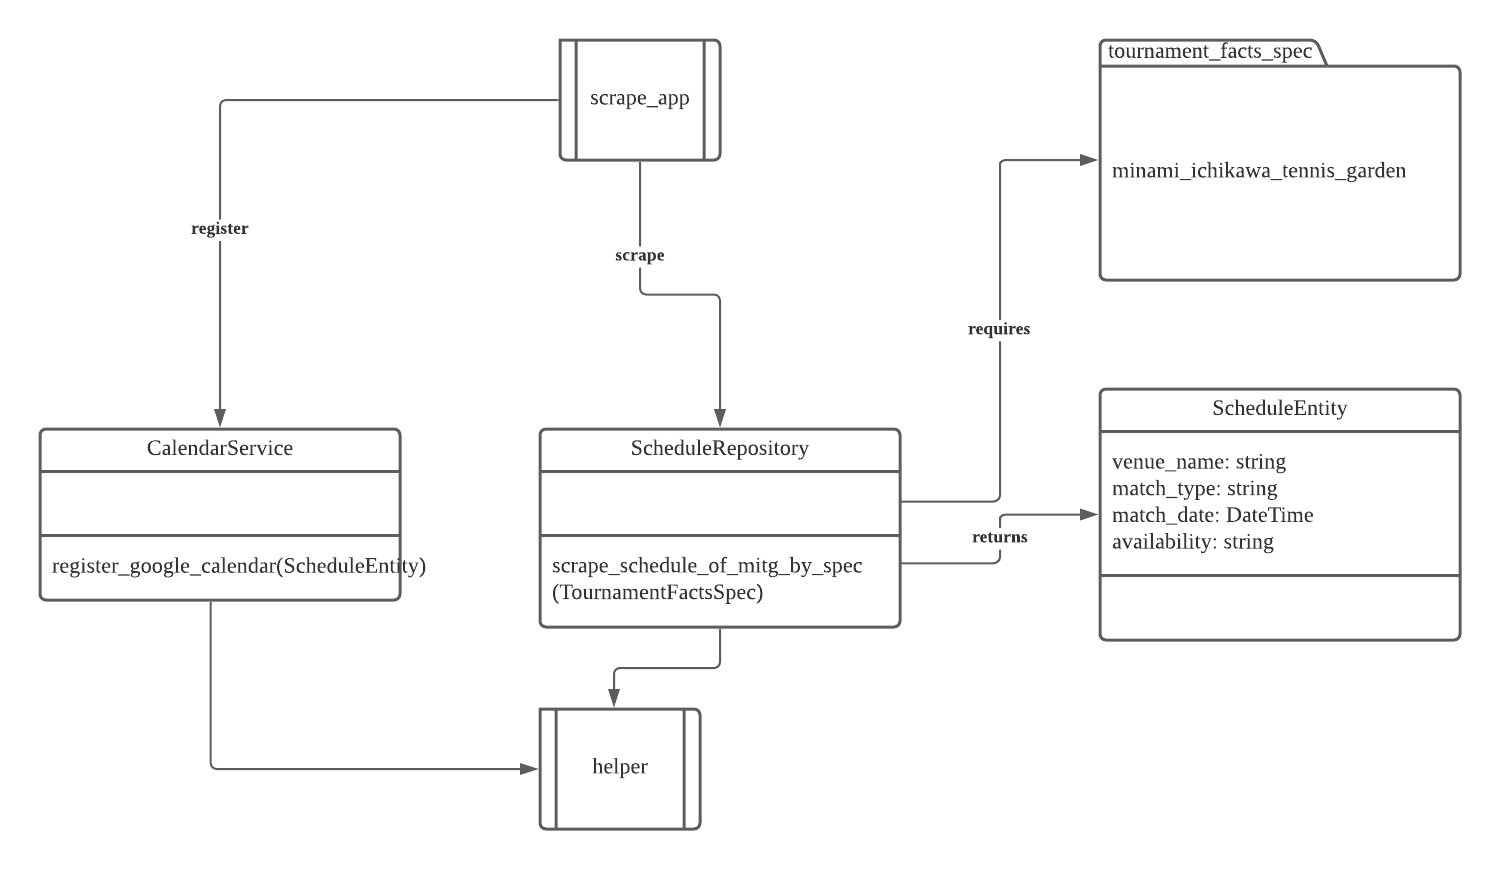 scrape_app
tournament_facts_spec
minami_ichikawa_tennis_garden
register
scrape
requires
CalendarService
register_google_calendar(ScheduleEntity)
ScheduleRepository
scrape_schedule_of_mitg_by_spec
(TournamentFactsSpec)
returns
ScheduleEntity
venue_name: string
match_type: string
match_date: DateTime
availability: string
helper